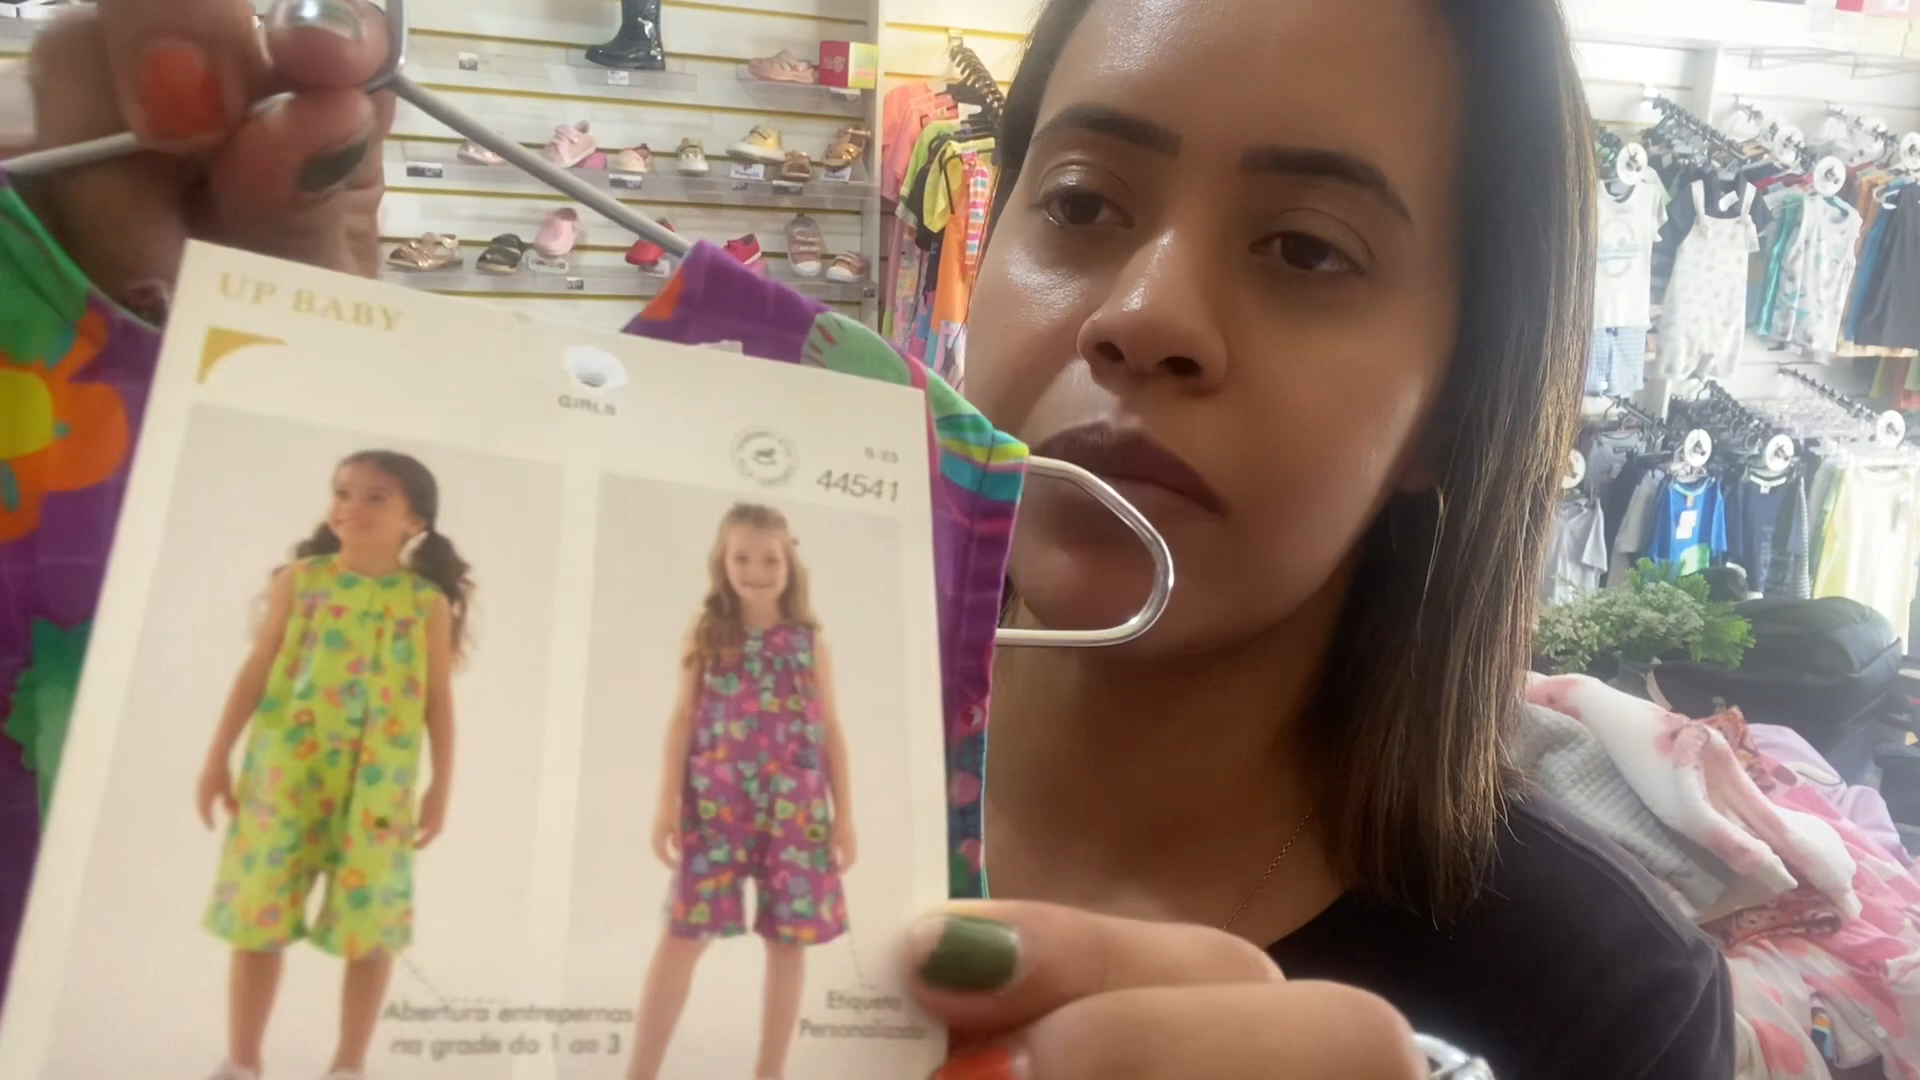 UP BABY
GIRLS
S.23
44541
Abertura entrepernas
na grade do 1 ao 3
Etiqueta
Personalizada